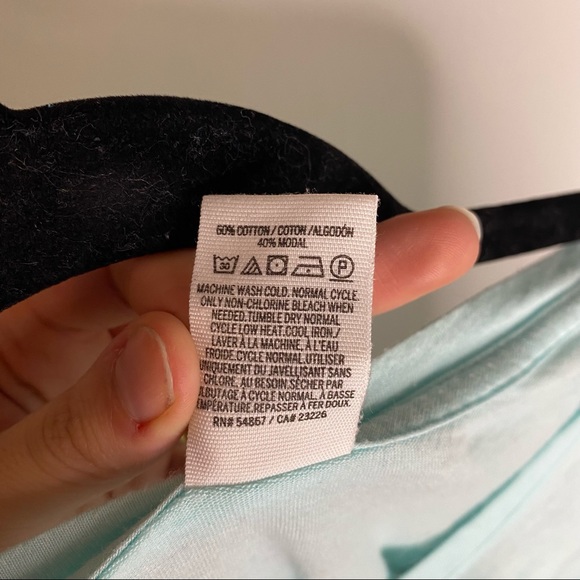 60% COTTON / COTON /ALGODÓN
40% MODAL
30 P
MACHINE WASH COLD. NORMAL CYCLE.
ONLY NON-CHLORINE BLEACH WHEN
NEEDED.TUMBLE DRY NORMAL
CYCLE LOW HEAT.COOL IRON./
LAVER À LA MACHINE, À L'EAU
FROIDE.CYCLE NORMAL.UTILISER
UNIQUEMENT DU JAVELLISANT SANS
CHLORE, AU BESOIN.SÉCHER PAR
CULBUTAGE À CYCLE NORMAL. À BASSE
TEMPÉRATURE.REPASSER À FER DOUX.
RN# 54867 / CA# 23226